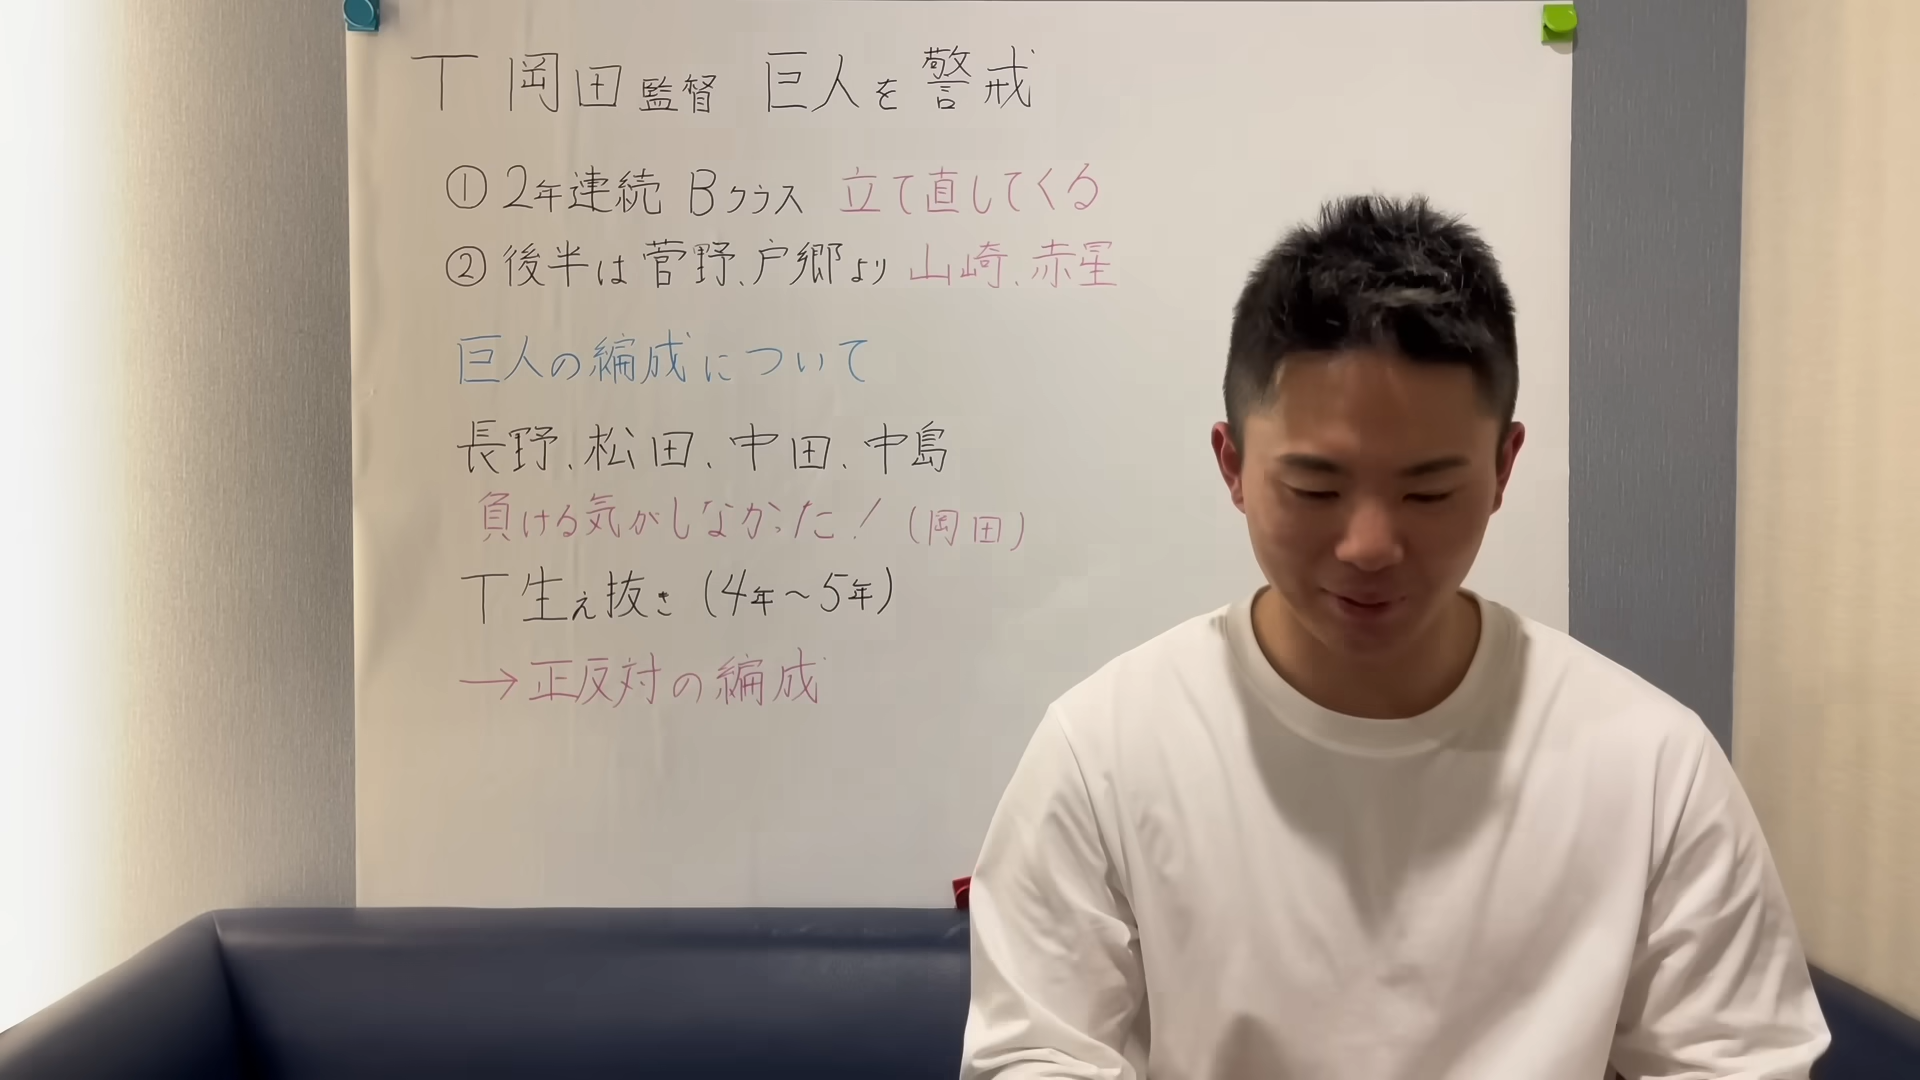 T 岡田監督 巨人を警戒
① 2年連続 Bクラス 立て直してくる
② 後半は菅野、戸郷より 山崎、赤星
巨人の編成について
長野、松田、中田、中島
負ける気がしなかった！（岡田）
T 生え抜き（4年～5年）
→正反対の編成